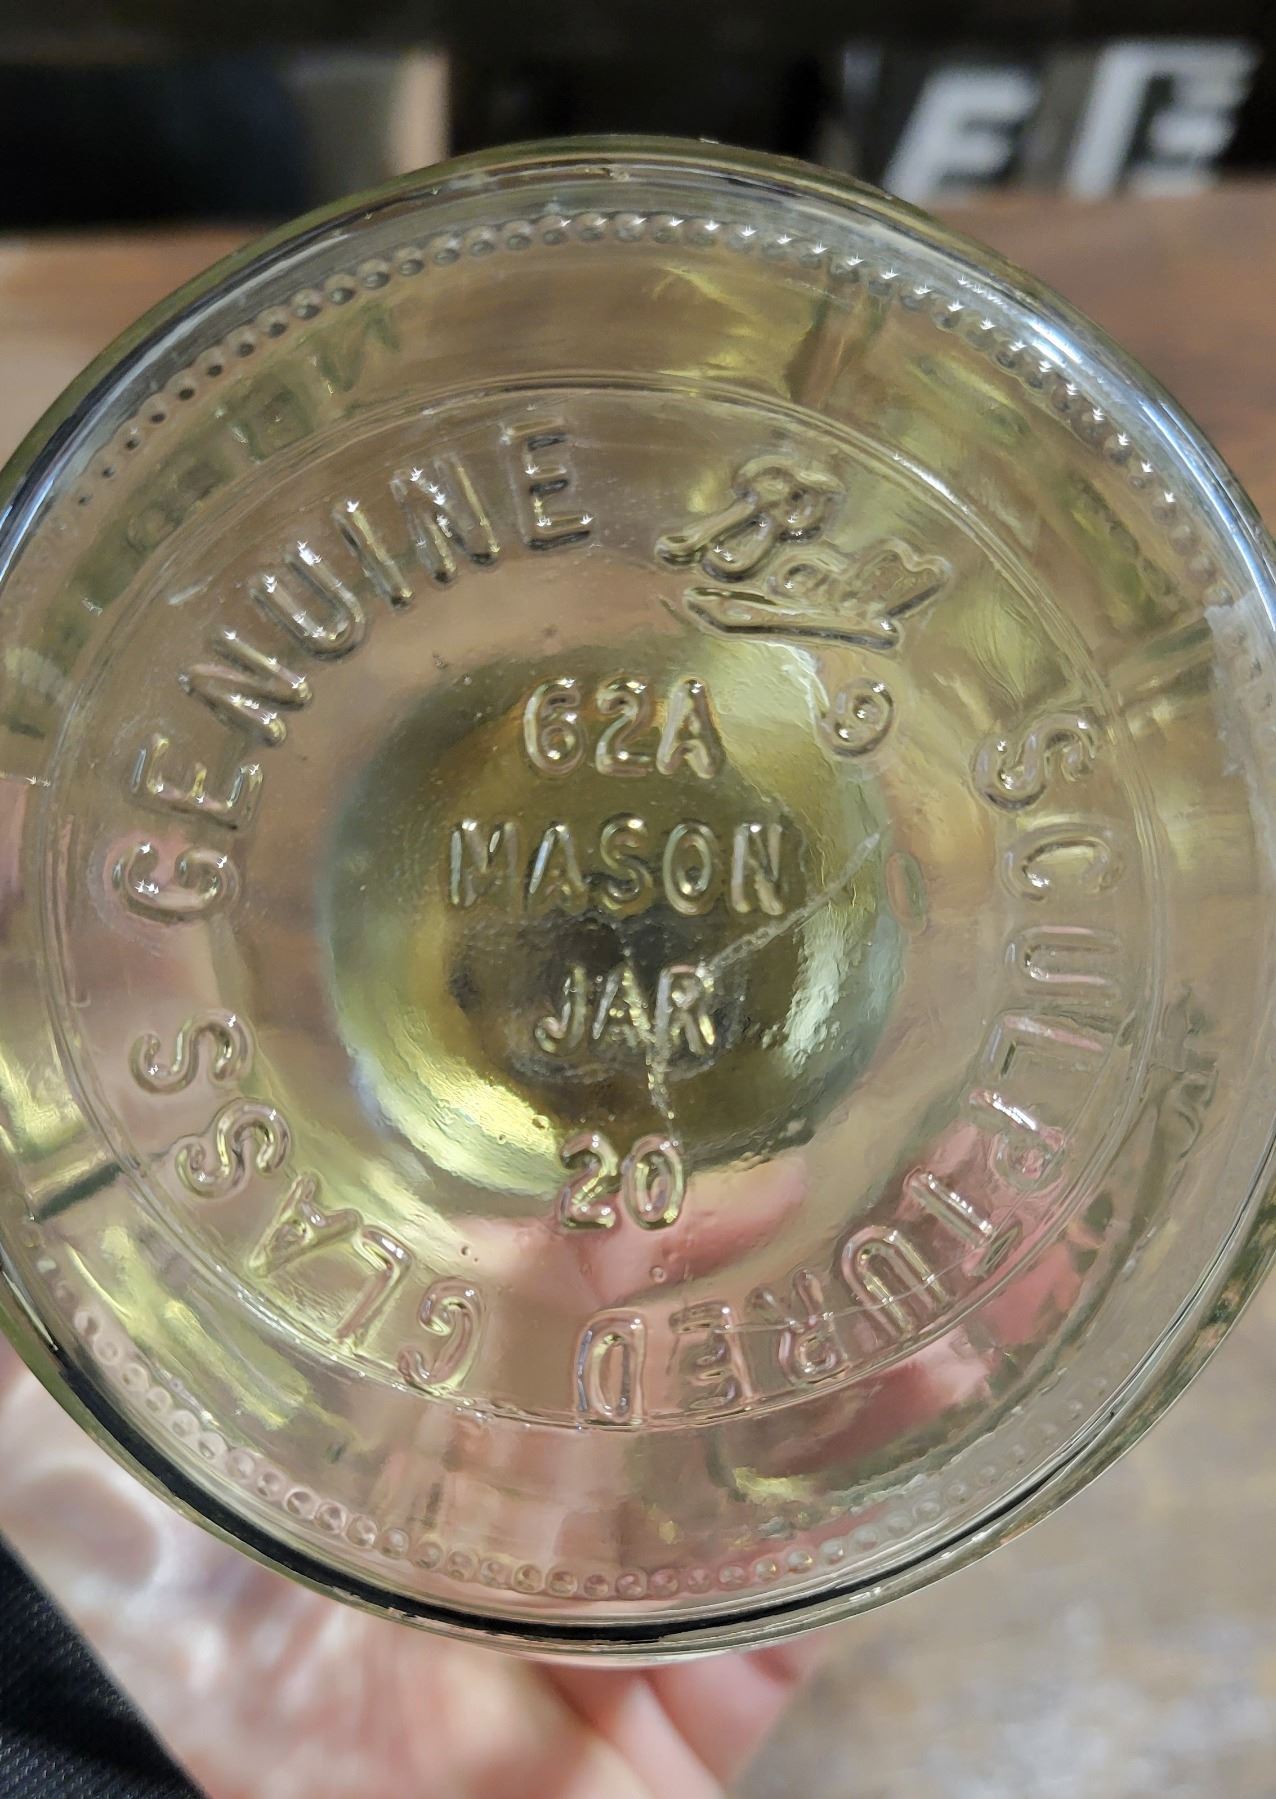 GENUINE Ball SCULPTURED GLASS
62A
9
MASON
JAR
20